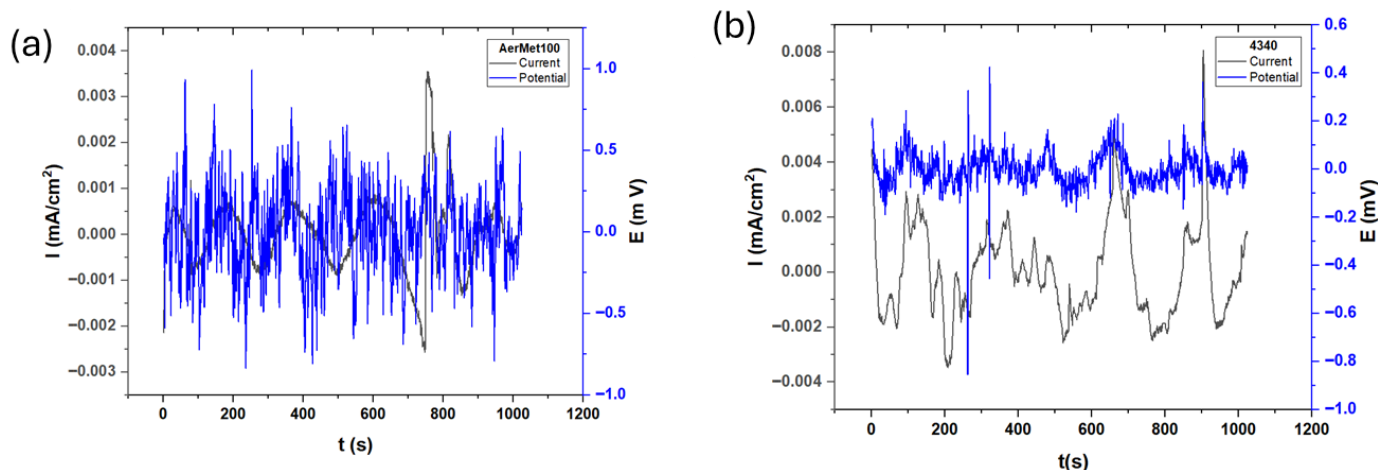 (a)
AerMet100
Current
Potential
0.004
0.003
0.002
0.001
0.000
−0.001
−0.002
−0.003
I (mA/cm²)
1.0
0.5
0.0
−0.5
−1.0
E (m V)
0 200 400 600 800 1000 1200
t (s)
(b)
4340
Current
Potential
0.008
0.006
0.004
0.002
0.000
−0.002
−0.004
I (mA/cm²)
0.6
0.4
0.2
0.0
−0.2
−0.4
−0.6
−0.8
−1.0
E (mV)
0 200 400 600 800 1000 1200
t(s)